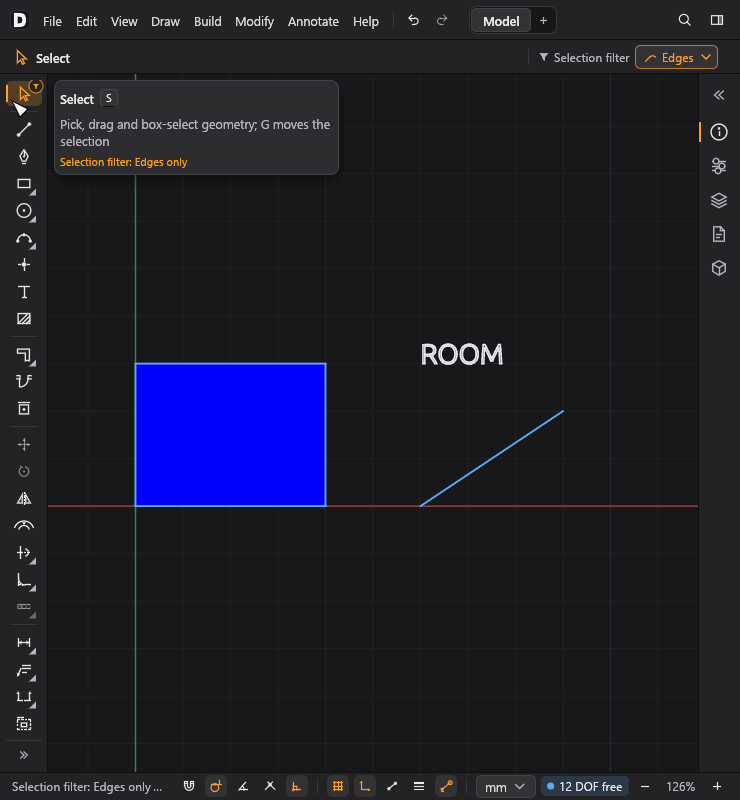 D File Edit View Draw Build Modify Annotate Help Model +
Select Selection filter Edges
Select S
Pick, drag and box-select geometry; G moves the
selection
Selection filter: Edges only
ROOM
Selection filter: Edges only ... mm 12 DOF free − 126% +